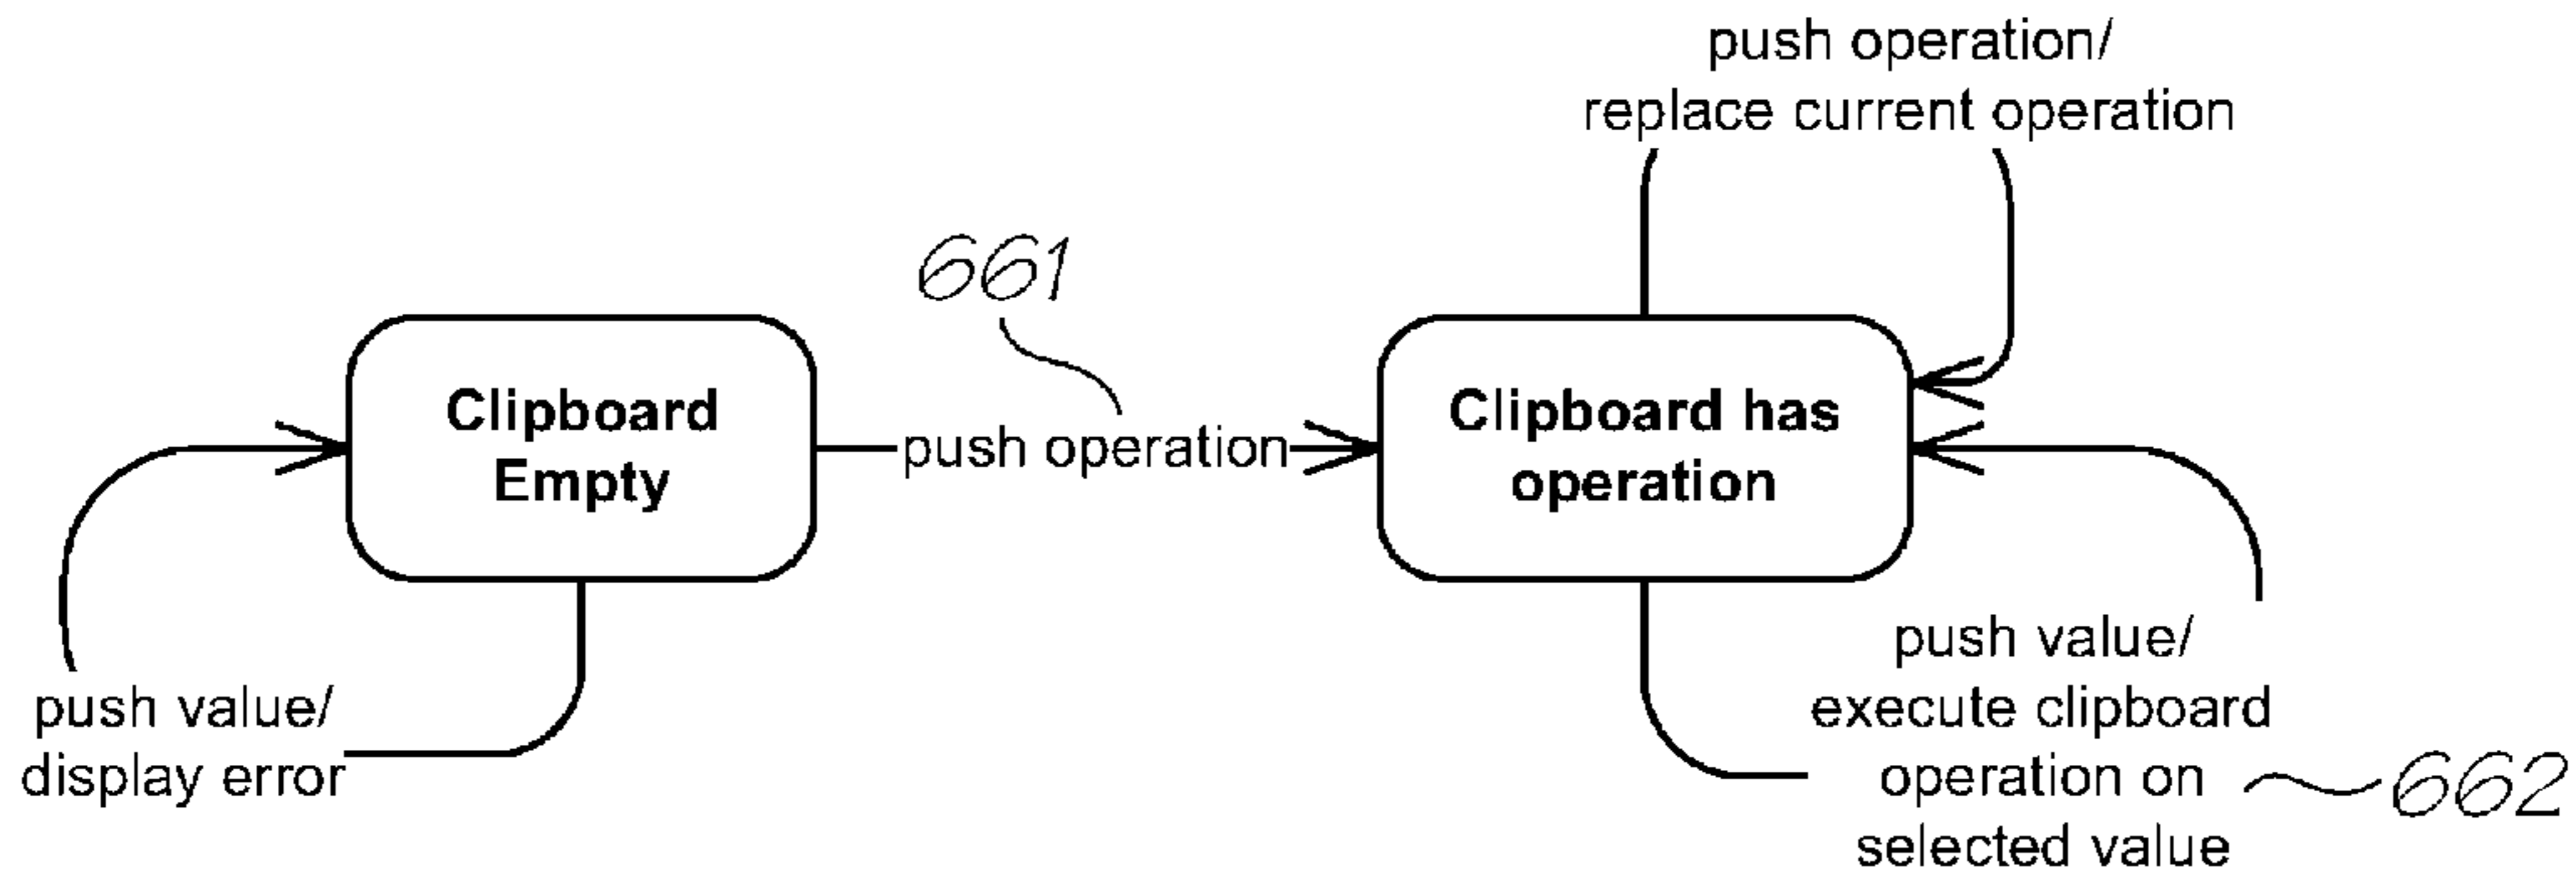 push operation/
replace current operation
661
Clipboard
Empty
push operation
Clipboard has
operation
push value/
display error
push value/
execute clipboard
operation on
selected value
662